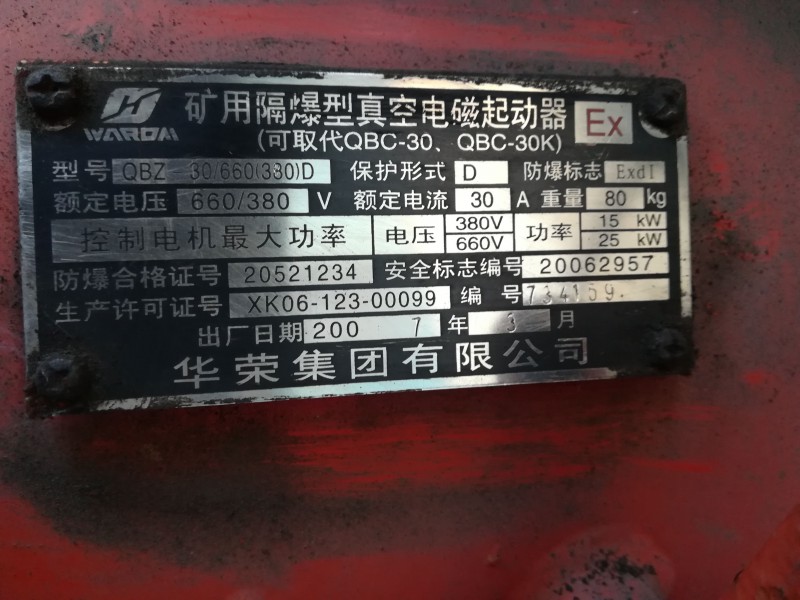 WAROM 矿用隔爆型真空电磁起动器 Ex
(可取代QBC-30、QBC-30K)
型号 QBZ-30/660(380)D 保护形式 D 防爆标志 ExdI
额定电压 660/380 V 额定电流 30 A 重量 80 kg
控制电机最大功率 电压 380V 660V 功率 15 kW 25 kW
防爆合格证号 20521234 安全标志编号 20062957
生产许可证号 XK06-123-00099 编号 734159.
出厂日期 200 7 年 3 月
华荣集团有限公司